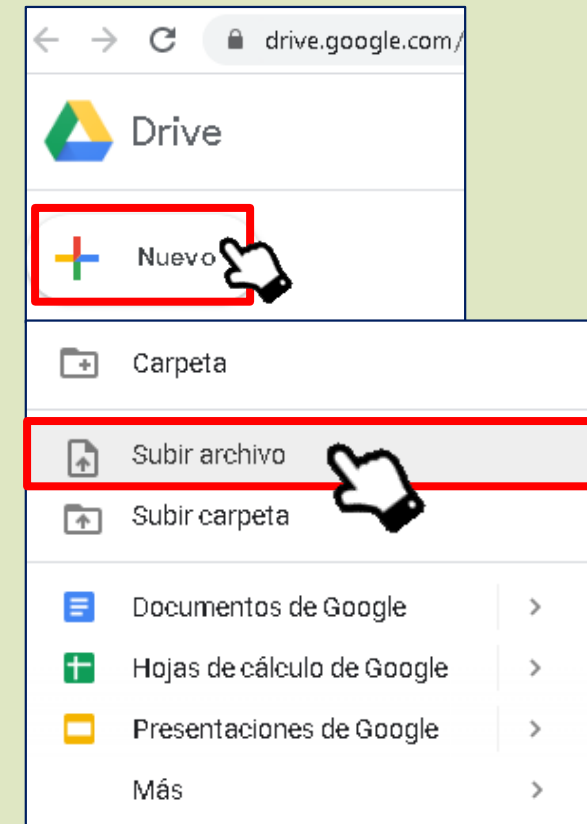 drive.google.com/
Drive
Nuevo
Carpeta
Subir archivo
Subir carpeta
Documentos de Google
Hojas de cálculo de Google
Presentaciones de Google
Más